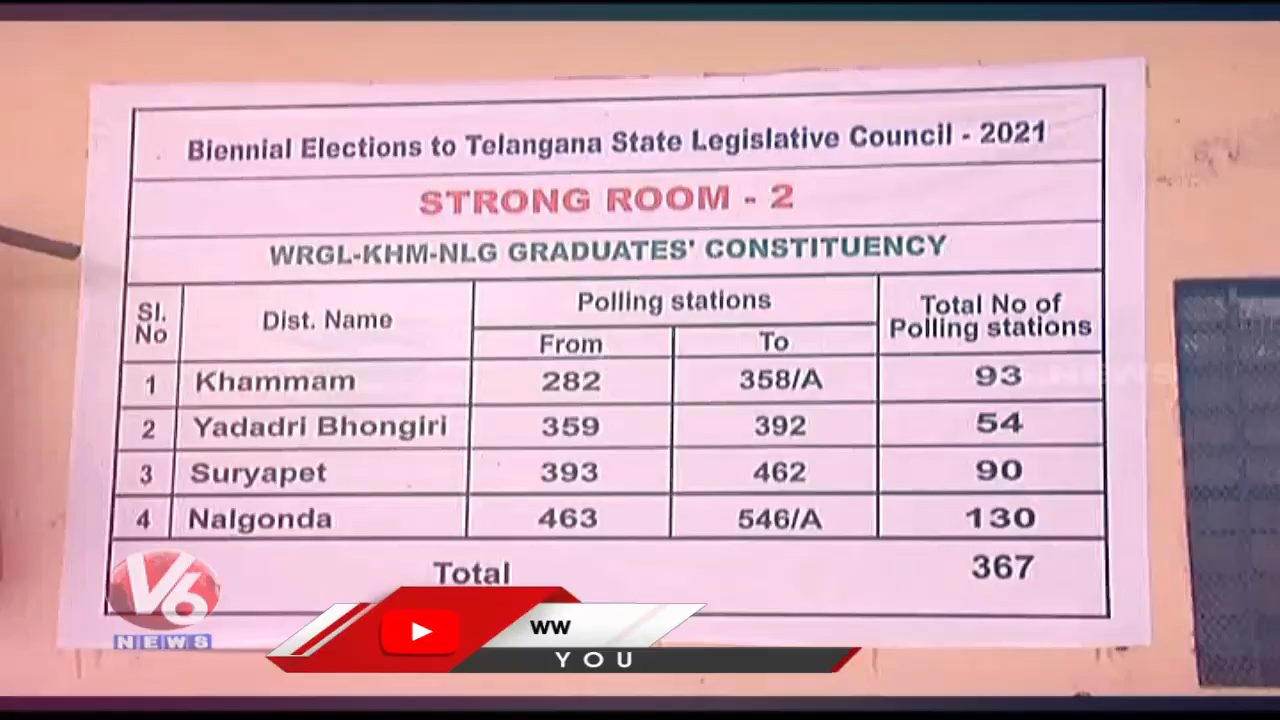 Biennial Elections to Telangana State Legislative Council - 2021
STRONG ROOM - 2
WRGL-KHM-NLG GRADUATES' CONSTITUENCY
Sl. No Dist. Name Polling stations Total No of Polling stations
From To
1 Khammam 282 358/A 93
2 Yadadri Bhongiri 359 392 54
3 Suryapet 393 462 90
4 Nalgonda 463 546/A 130
Total 367
V6
NEWS
ww
YOU
NEWS